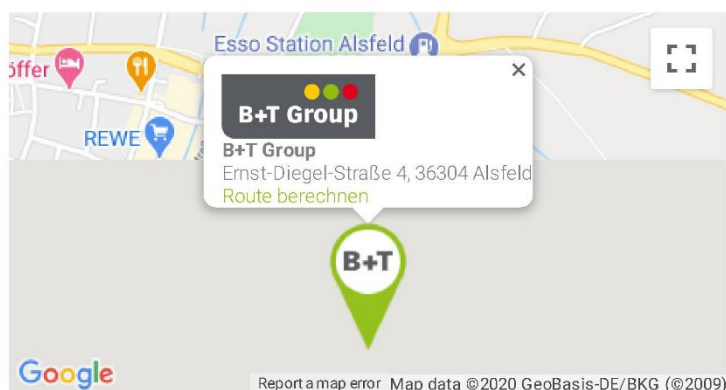 Esso Station Alsfeld
öffer
REWE
B+T Group
B+T Group
Ernst-Diegel-Straße 4, 36304 Alsfeld
Route berechnen
B+T
Google
Report a map error Map data ©2020 GeoBasis-DE/BKG (©2009)